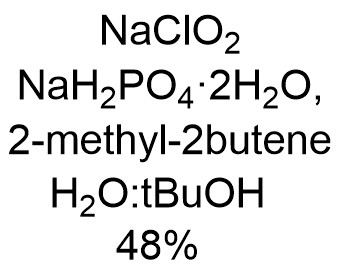 NaClO₂
NaH₂PO₄·2H₂O,
2-methyl-2butene
H₂O:tBuOH
48%